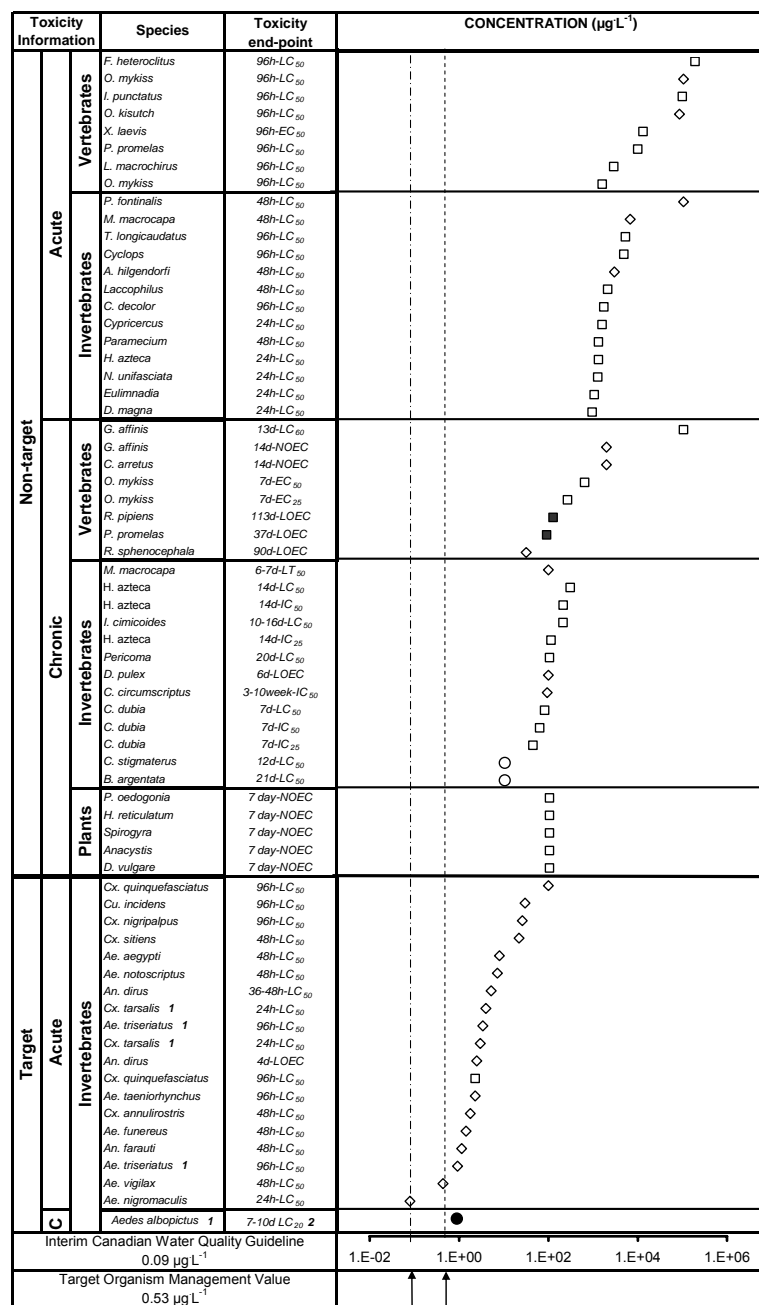 Toxicity Information Species Toxicity end-point CONCENTRATION (µg·L⁻¹)
Non-target
Acute
Vertebrates
F. heteroclitus 96h-LC₅₀
O. mykiss 96h-LC₅₀
I. punctatus 96h-LC₅₀
O. kisutch 96h-LC₅₀
X. laevis 96h-EC₅₀
P. promelas 96h-LC₅₀
L. macrochirus 96h-LC₅₀
O. mykiss 96h-LC₅₀
Invertebrates
P. fontinalis 48h-LC₅₀
M. macrocapa 48h-LC₅₀
T. longicaudatus 96h-LC₅₀
Cyclops 96h-LC₅₀
A. hilgendorfi 48h-LC₅₀
Laccophilus 48h-LC₅₀
C. decolor 96h-LC₅₀
Cypricercus 24h-LC₅₀
Paramecium 48h-LC₅₀
H. azteca 24h-LC₅₀
N. unifasciata 24h-LC₅₀
Eulimnadia 24h-LC₅₀
D. magna 24h-LC₅₀
Chronic
Vertebrates
G. affinis 13d-LC₆₀
G. affinis 14d-NOEC
C. arretus 14d-NOEC
O. mykiss 7d-EC₅₀
O. mykiss 7d-EC₂₅
R. pipiens 113d-LOEC
P. promelas 37d-LOEC
R. sphenocephala 90d-LOEC
Invertebrates
M. macrocapa 6-7d-LT₅₀
H. azteca 14d-LC₅₀
H. azteca 14d-IC₅₀
I. cimicoides 10-16d-LC₅₀
H. azteca 14d-IC₂₅
Pericoma 20d-LC₅₀
D. pulex 6d-LOEC
C. circumscriptus 3-10week-IC₅₀
C. dubia 7d-LC₅₀
C. dubia 7d-IC₅₀
C. dubia 7d-IC₂₅
C. stigmaterus 12d-LC₅₀
B. argentata 21d-LC₅₀
Plants
P. oedogonia 7 day-NOEC
H. reticulatum 7 day-NOEC
Spirogyra 7 day-NOEC
Anacystis 7 day-NOEC
D. vulgare 7 day-NOEC
Target
Acute
Invertebrates
Cx. quinquefasciatus 96h-LC₅₀
Cu. incidens 96h-LC₅₀
Cx. nigripalpus 96h-LC₅₀
Cx. sitiens 48h-LC₅₀
Ae. aegypti 48h-LC₅₀
Ae. notoscriptus 48h-LC₅₀
An. dirus 36-48h-LC₅₀
Cx. tarsalis 1 24h-LC₅₀
Ae. triseriatus 1 96h-LC₅₀
Cx. tarsalis 1 24h-LC₅₀
An. dirus 4d-LOEC
Cx. quinquefasciatus 96h-LC₅₀
Ae. taeniorhynchus 96h-LC₅₀
Cx. annulirostris 48h-LC₅₀
Ae. funereus 48h-LC₅₀
An. farauti 48h-LC₅₀
Ae. triseriatus 1 96h-LC₅₀
Ae. vigilax 48h-LC₅₀
Ae. nigromaculis 24h-LC₅₀
C
Aedes albopictus 1 7-10d LC₂₀ 2
Interim Canadian Water Quality Guideline
0.09 µg·L⁻¹
1.E-02 1.E+00 1.E+02 1.E+04 1.E+06
Target Organism Management Value
0.53 µg·L⁻¹